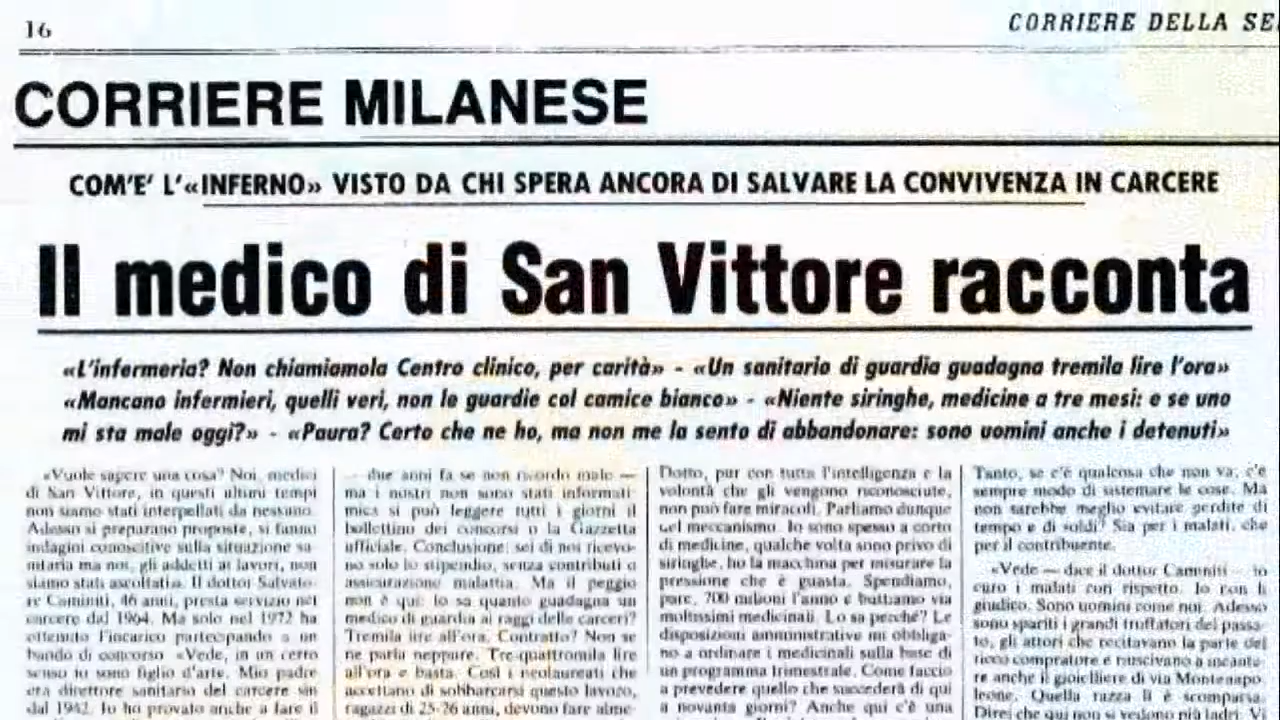 16
CORRIERE DELLA SE
CORRIERE MILANESE
COM'E' L'«INFERNO» VISTO DA CHI SPERA ANCORA DI SALVARE LA CONVIVENZA IN CARCERE
Il medico di San Vittore racconta
«L'infermeria? Non chiamiamola Centro clinico, per carità» - «Un sanitario di guardia guadagna tremila lire l'ora»
«Mancano infermieri, quelli veri, non le guardie col camice bianco» - «Niente siringhe, medicine a tre mesi: e se uno
mi sta male oggi?» - «Paura? Certo che ne ho, ma non me la sento di abbandonare: sono uomini anche i detenuti»
«Vuole sapere una cosa? Noi, medici
di San Vittore, in questi ultimi tempi
non siamo stati interpellati da nessuno.
Adesso si preparano proposte, si fanno
indagini conoscitive sulla situazione sa-
nitaria ma noi, gli addetti ai lavori, non
siamo stati ascoltati». Il dottor Salvato-
re Caminiti, 46 anni, presta servizio nel
carcere dal 1964. Ma solo nel 1972 ha
ottenuto l'incarico partecipando a un
bando di concorso «Vede, in un certo
senso io sono figlio d'arte. Mio padre
era direttore sanitario del carcere sin
dal 1942. Io ho provato anche a fare il
— due anni fa se non ricordo male —
ma i nostri non sono stati informati
mica si può leggere tutti i giorni il
bollettino dei concorsi o la Gazzetta
ufficiale. Conclusione: sei di noi ricevo-
no solo lo stipendio, senza contributi o
assicurazione malattia. Ma il peggio
non è qui: lo sa quanto guadagna un
medico di guardia ai raggi delle carceri?
Tremila lire all'ora. Contratto? Non se
ne parla neppure. Tre-quattromila lire
all'ora e basta. Così i neolaureati che
accettano di sobbarcarsi questo lavoro,
ragazzi di 25-26 anni, devono fare alme-
Dotto, pur con tutta l'intelligenza e la
volontà che gli vengono riconosciute,
non può fare miracoli. Parliamo dunque
del meccanismo. Io sono spesso a corto
di medicine, qualche volta sono privo di
siringhe, ho la macchina per misurare la
pressione che è guasta. Spendiamo,
pare, 700 milioni l'anno e buttiamo via
moltissimi medicinali. Lo sa perché? Le
disposizioni amministrative mi obbliga-
no a ordinare i medicinali sulla base di
un programma trimestrale. Come faccio
a prevedere quello che succederà di qui
a novanta giorni? Anche qui c'è una
Tanto, se c'è qualcosa che non va, c'è
sempre modo di sistemare le cose. Ma
non sarebbe meglio evitare perdite di
tempo e di soldi? Sia per i malati, che
per il contribuente.
«Vede — dice il dottor Caminiti — io
curo i malati con rispetto. Io non li
giudico. Sono uomini come noi. Adesso
sono spariti i grandi truffatori del passa-
to, gli attori che recitavano la parte del
ricco compratore e riuscivano a incanta-
re anche il gioielliere di via Montenapo-
leone. Quella razza lì è scomparsa.
Direi che qui non si vedono più ladri. Vi